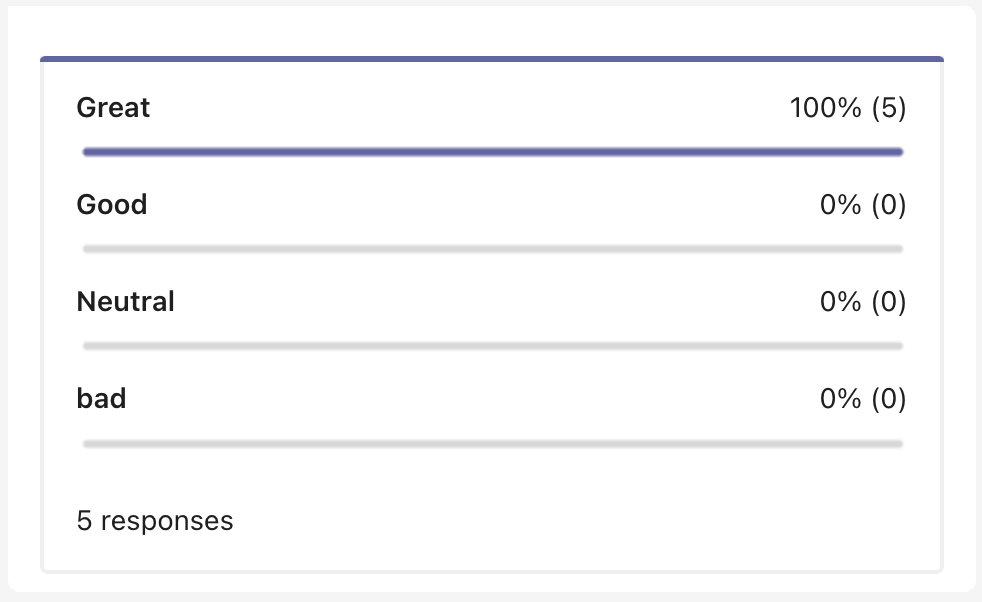 Great 100% (5)
Good 0% (0)
Neutral 0% (0)
bad 0% (0)
5 responses